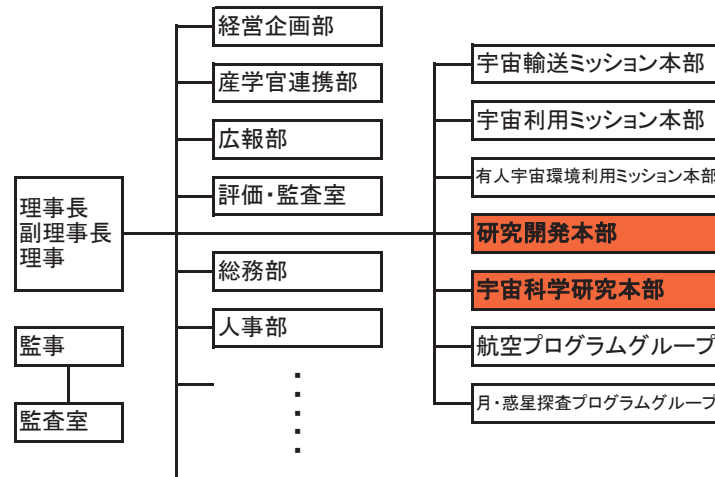 理事長
副理事長
理事
監事
監査室
経営企画部
産学官連携部
広報部
評価・監査室
総務部
人事部
宇宙輸送ミッション本部
宇宙利用ミッション本部
有人宇宙環境利用ミッション本部
研究開発本部
宇宙科学研究本部
航空プログラムグループ
月・惑星探査プログラムグループ